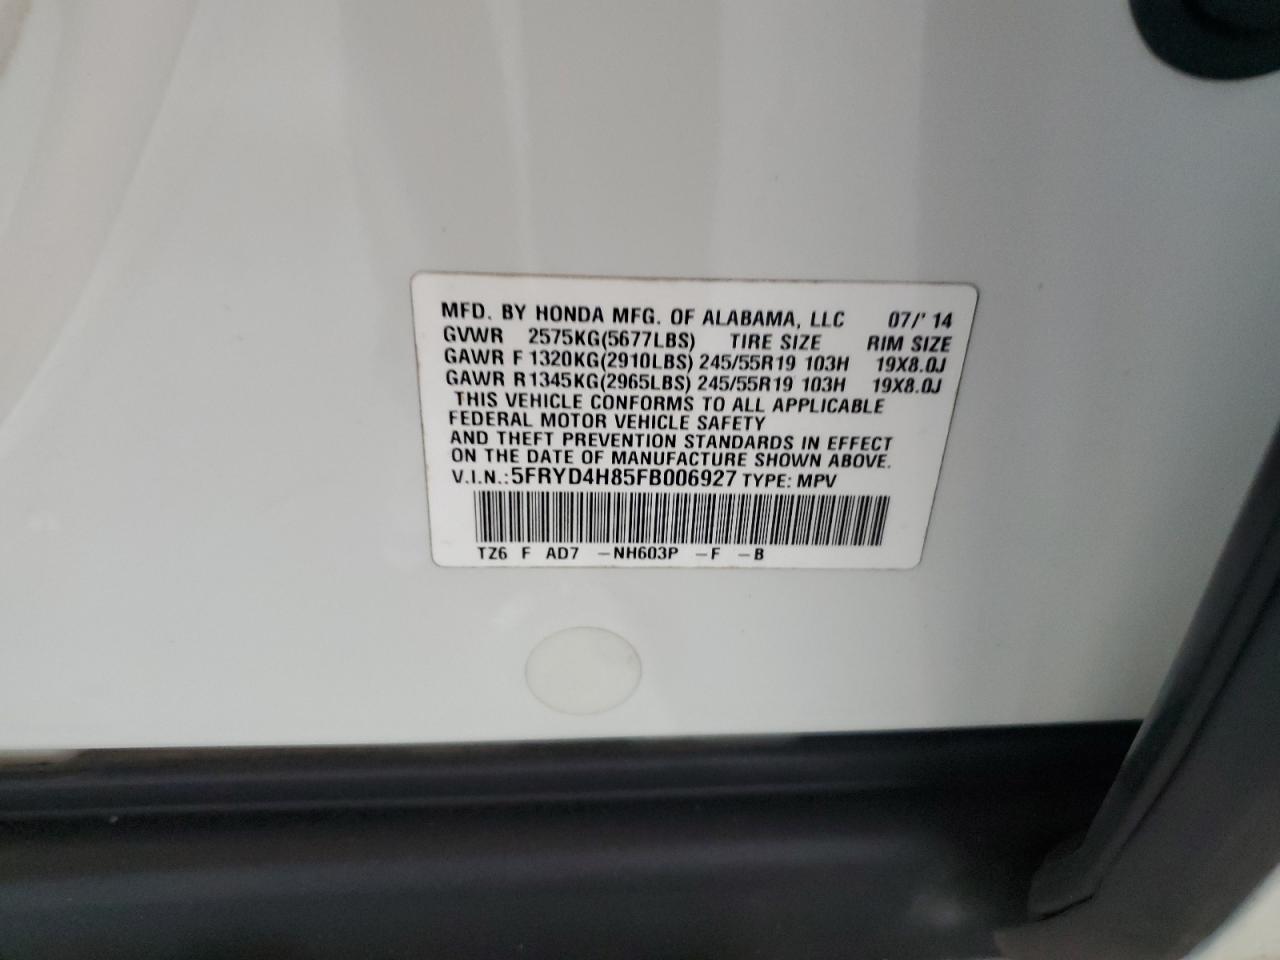 MFD. BY HONDA MFG. OF ALABAMA, LLC 07/'14
GVWR 2575KG(5677LBS) TIRE SIZE RIM SIZE
GAWR F 1320KG(2910LBS) 245/55R19 103H 19X8.0J
GAWR R 1345KG(2965LBS) 245/55R19 103H 19X8.0J
THIS VEHICLE CONFORMS TO ALL APPLICABLE
FEDERAL MOTOR VEHICLE SAFETY
AND THEFT PREVENTION STANDARDS IN EFFECT
ON THE DATE OF MANUFACTURE SHOWN ABOVE.
V.I.N.: 5FRYD4H85FB006927 TYPE: MPV
TZ6 F AD7 -NH603P -F -B